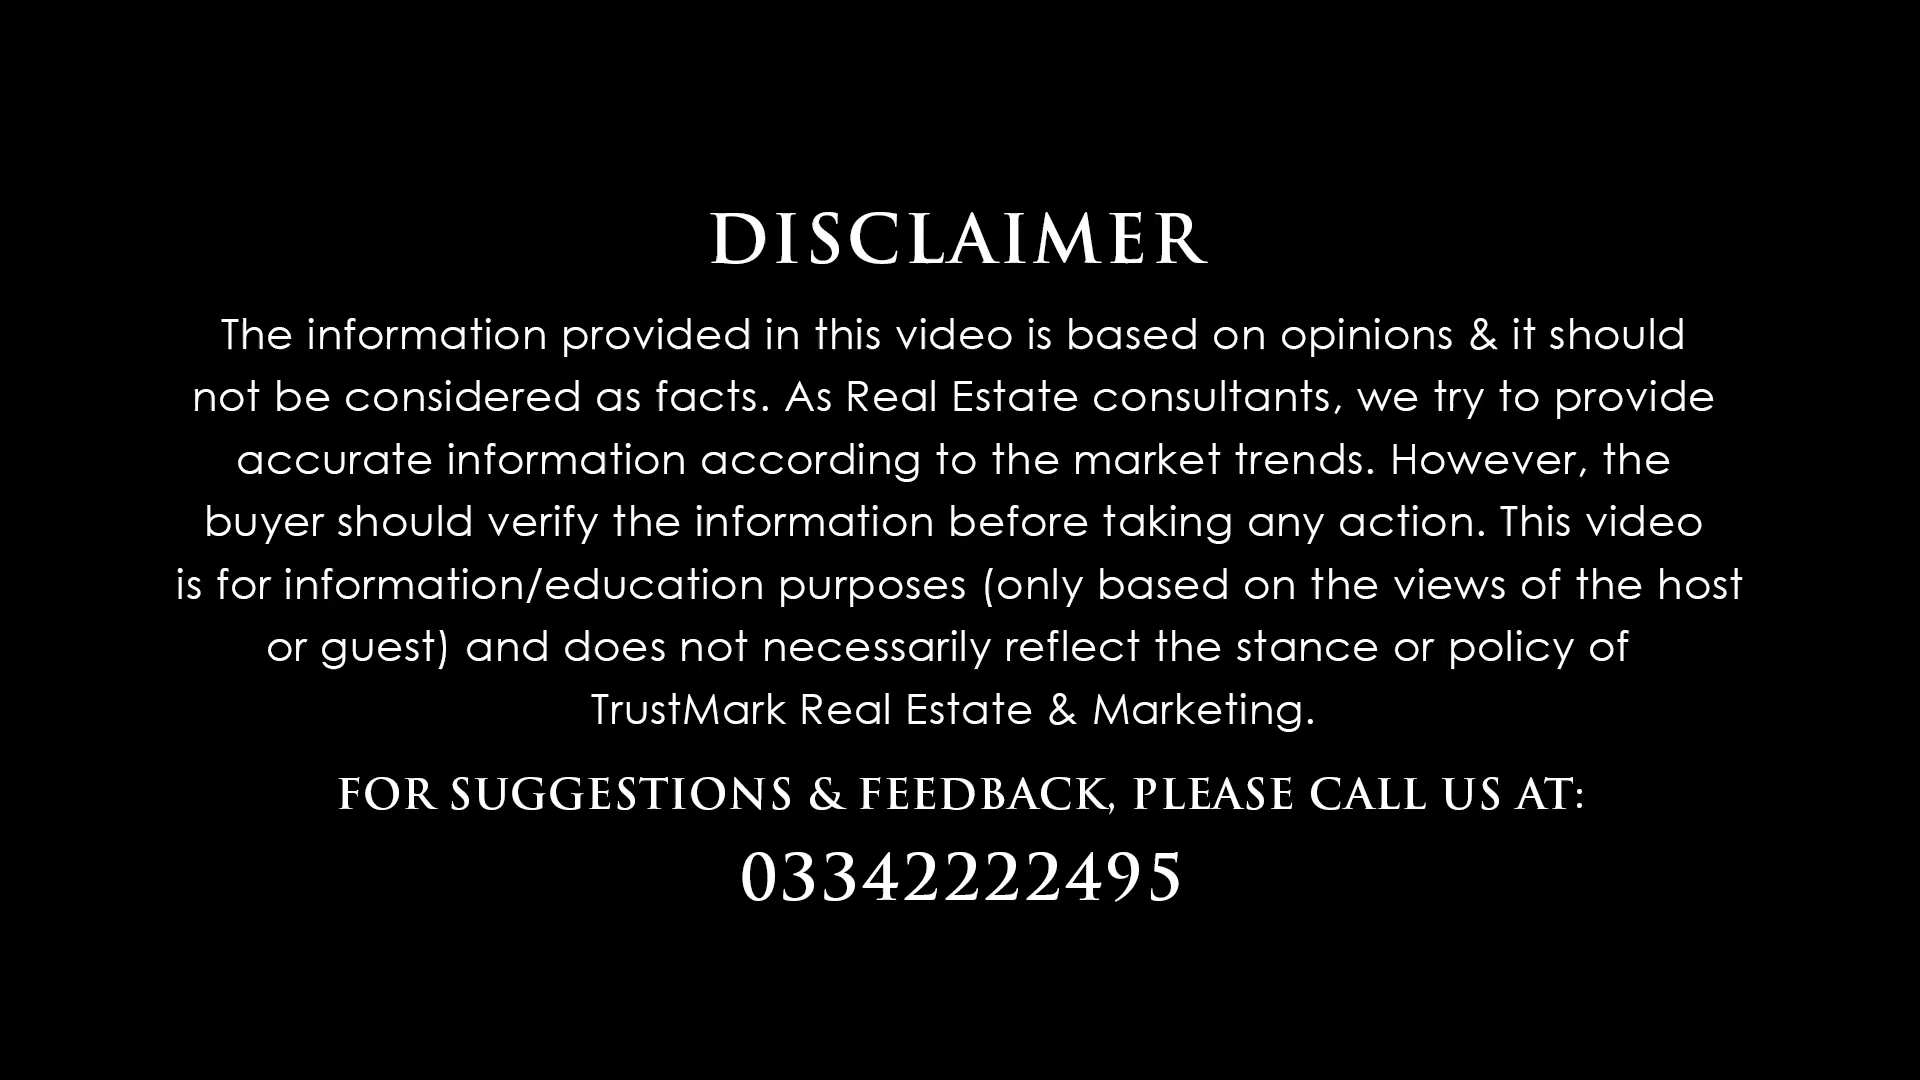 DISCLAIMER
The information provided in this video is based on opinions & it should
not be considered as facts. As Real Estate consultants, we try to provide
accurate information according to the market trends. However, the
buyer should verify the information before taking any action. This video
is for information/education purposes (only based on the views of the host
or guest) and does not necessarily reflect the stance or policy of
TrustMark Real Estate & Marketing.
FOR SUGGESTIONS & FEEDBACK, PLEASE CALL US AT:
03342222495